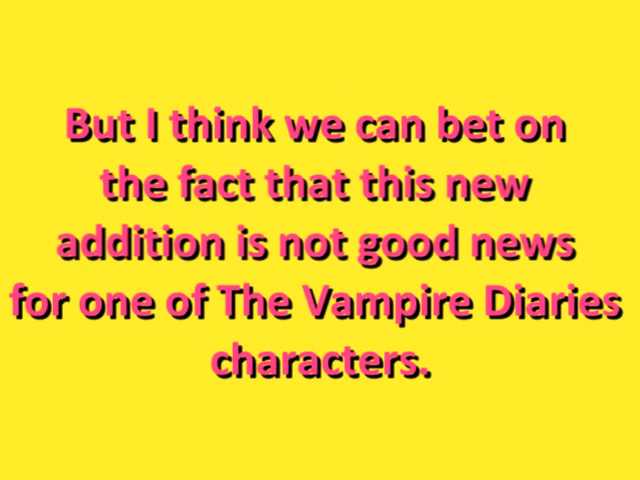 But I think we can bet on
the fact that this new
addition is not good news
for one of The Vampire Diaries
characters.